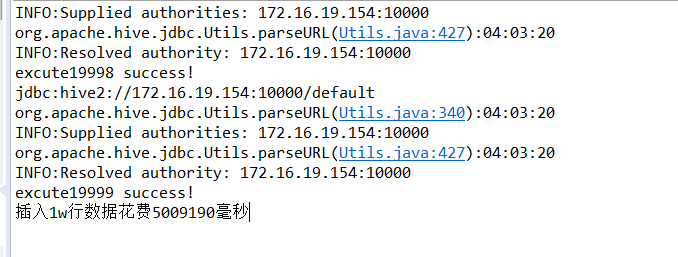 INFO:Supplied authorities: 172.16.19.154:10000
org.apache.hive.jdbc.Utils.parseURL(Utils.java:427):04:03:20
INFO:Resolved authority: 172.16.19.154:10000
excute19998 success!
jdbc:hive2://172.16.19.154:10000/default
org.apache.hive.jdbc.Utils.parseURL(Utils.java:340):04:03:20
INFO:Supplied authorities: 172.16.19.154:10000
org.apache.hive.jdbc.Utils.parseURL(Utils.java:427):04:03:20
INFO:Resolved authority: 172.16.19.154:10000
excute19999 success!
插入1w行数据花费5009190毫秒